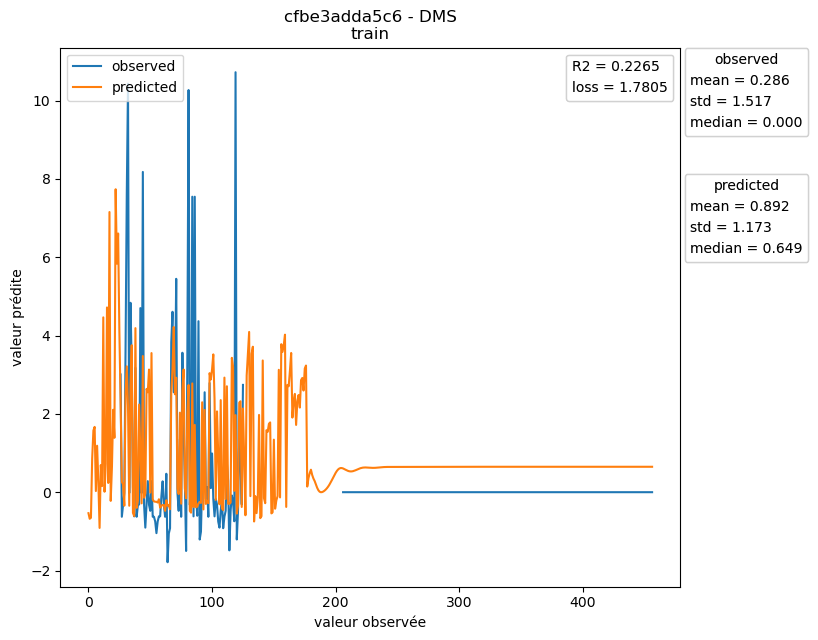 cfbe3adda5c6 - DMS
train
observed
predicted
R2 = 0.2265
loss = 1.7805
observed
mean = 0.286
std = 1.517
median = 0.000
predicted
mean = 0.892
std = 1.173
median = 0.649
valeur prédite
10
8
6
4
2
0
−2
0
100
200
300
400
valeur observée